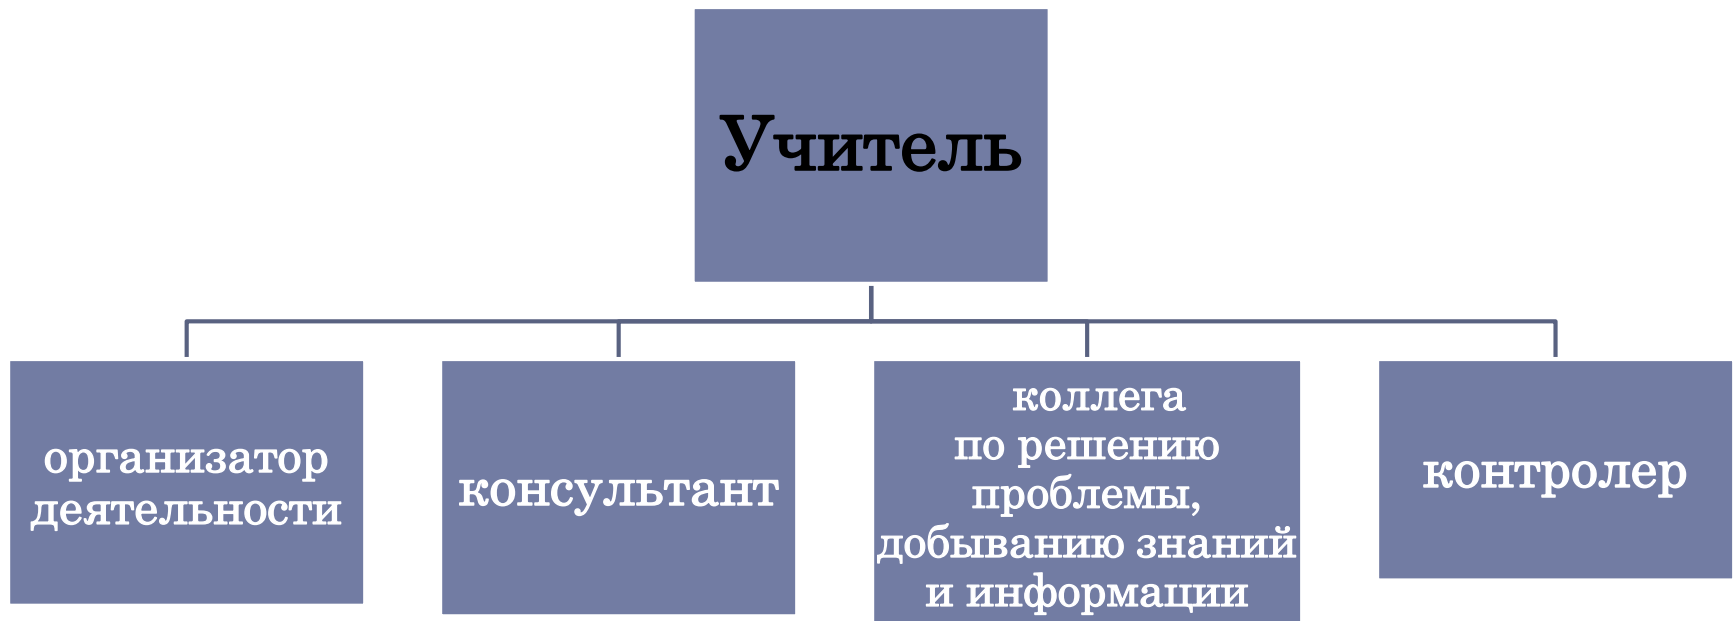 Учитель
организатор
деятельности
консультант
коллега
по решению
проблемы,
добыванию знаний
и информации
контролер